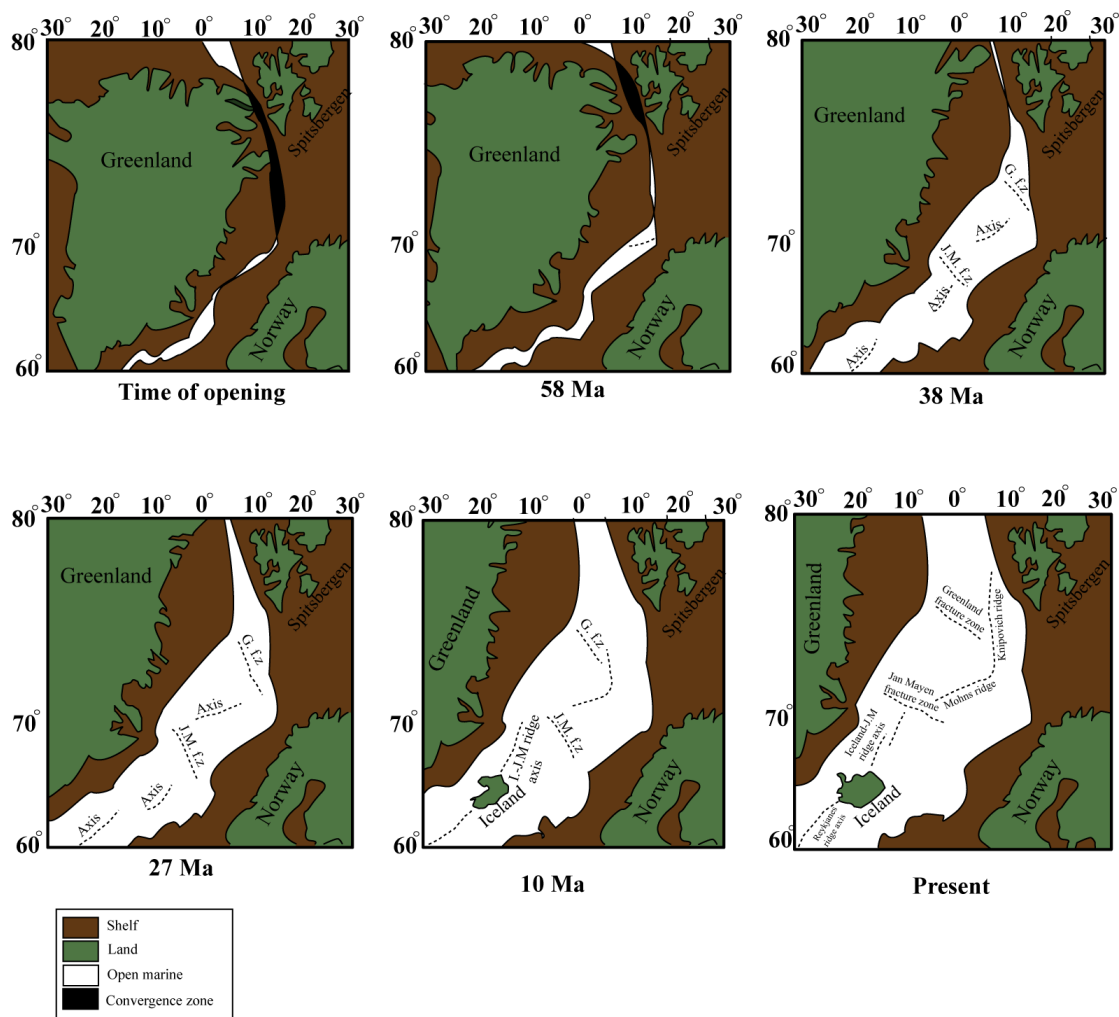 30° 20° 10° 0° 10° 20° 30°
80°
70°
60°
Greenland
Spitsbergen
Norway
Time of opening
30° 20° 10° 0° 10° 20° 30°
80°
70°
60°
Greenland
Spitsbergen
Norway
58 Ma
30° 20° 10° 0° 10° 20° 30°
80°
70°
60°
Greenland
Spitsbergen
G. f.z.
Axis
J.M. f.z
Axis
Axis
Norway
38 Ma
30° 20° 10° 0° 10° 20° 30°
80°
70°
60°
Greenland
Spitsbergen
G. f.z
Axis
J.M. f.z
Axis
Axis
Norway
27 Ma
30° 20° 10° 0° 10° 20° 30°
80°
70°
60°
Greenland
Spitsbergen
G. f.z
J.M. f.z
I.-J.M ridge
axis
Iceland
Norway
10 Ma
30° 20° 10° 0° 10° 20° 30°
80°
70°
60°
Greenland
Spitsbergen
Greenland
fracture zone
Knipovich ridge
Jan Mayen
fracture zone
Mohns ridge
Iceland-J.M
ridge axis
Iceland
Reykjanes
ridge axis
Norway
Present
Shelf
Land
Open marine
Convergence zone